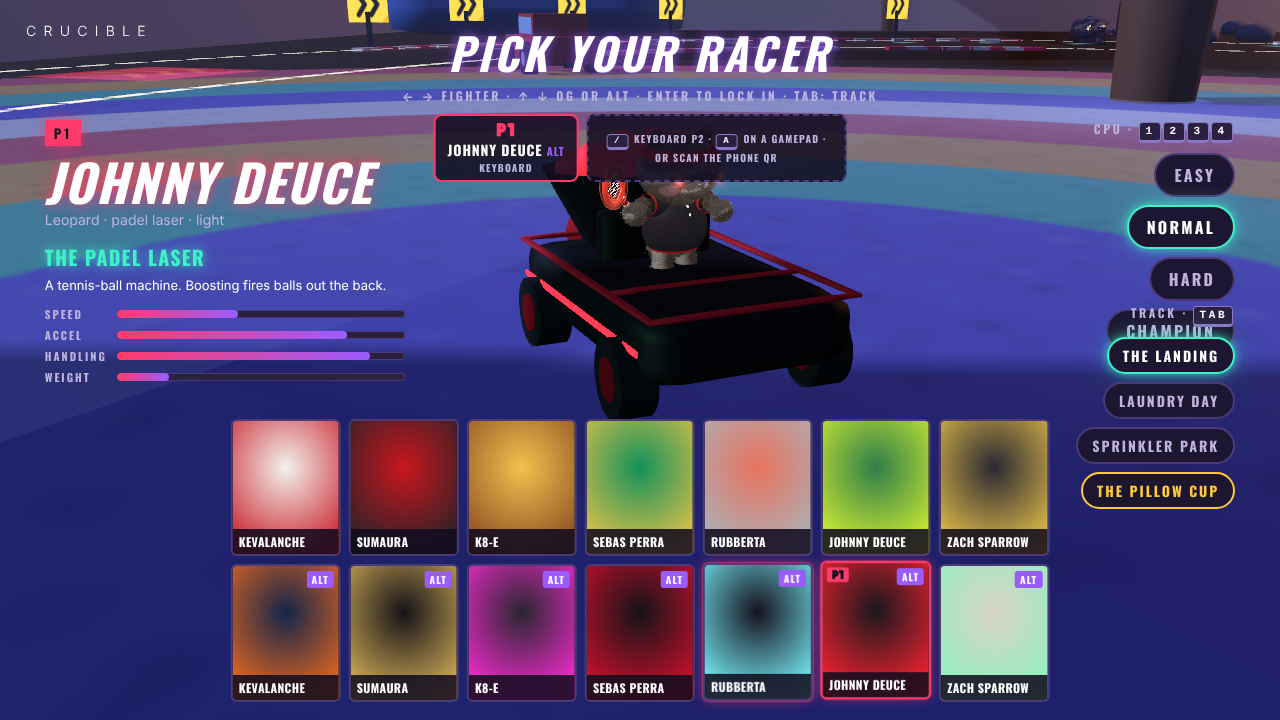 CRUCIBLE
PICK YOUR RACER
← → FIGHTER · ↑ ↓ OG OR ALT · ENTER TO LOCK IN · TAB: TRACK
P1
JOHNNY DEUCE
Leopard · padel laser · light
THE PADEL LASER
A tennis-ball machine. Boosting fires balls out the back.
SPEED
ACCEL
HANDLING
WEIGHT
P1
JOHNNY DEUCE ALT
KEYBOARD
/ KEYBOARD P2 · A ON A GAMEPAD ·
OR SCAN THE PHONE QR
CPU · 1 2 3 4
EASY
NORMAL
HARD
TRACK · TAB
CHAMPION
THE LANDING
LAUNDRY DAY
SPRINKLER PARK
THE PILLOW CUP
KEVALANCHE
SUMAURA
K8-E
SEBAS PERRA
RUBBERTA
JOHNNY DEUCE
ZACH SPARROW
ALT
KEVALANCHE
ALT
SUMAURA
ALT
K8-E
ALT
SEBAS PERRA
ALT
RUBBERTA
P1 ALT
JOHNNY DEUCE
ALT
ZACH SPARROW